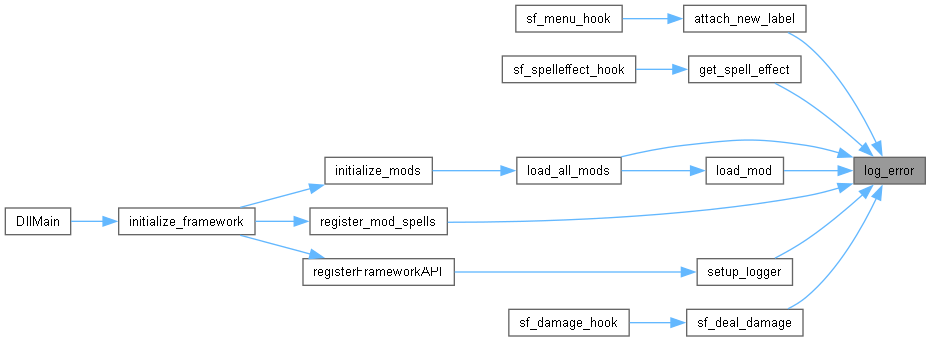 sf_menu_hook
attach_new_label
sf_spelleffect_hook
get_spell_effect
initialize_mods
load_all_mods
load_mod
log_error
DllMain
initialize_framework
register_mod_spells
registerFrameworkAPI
setup_logger
sf_damage_hook
sf_deal_damage